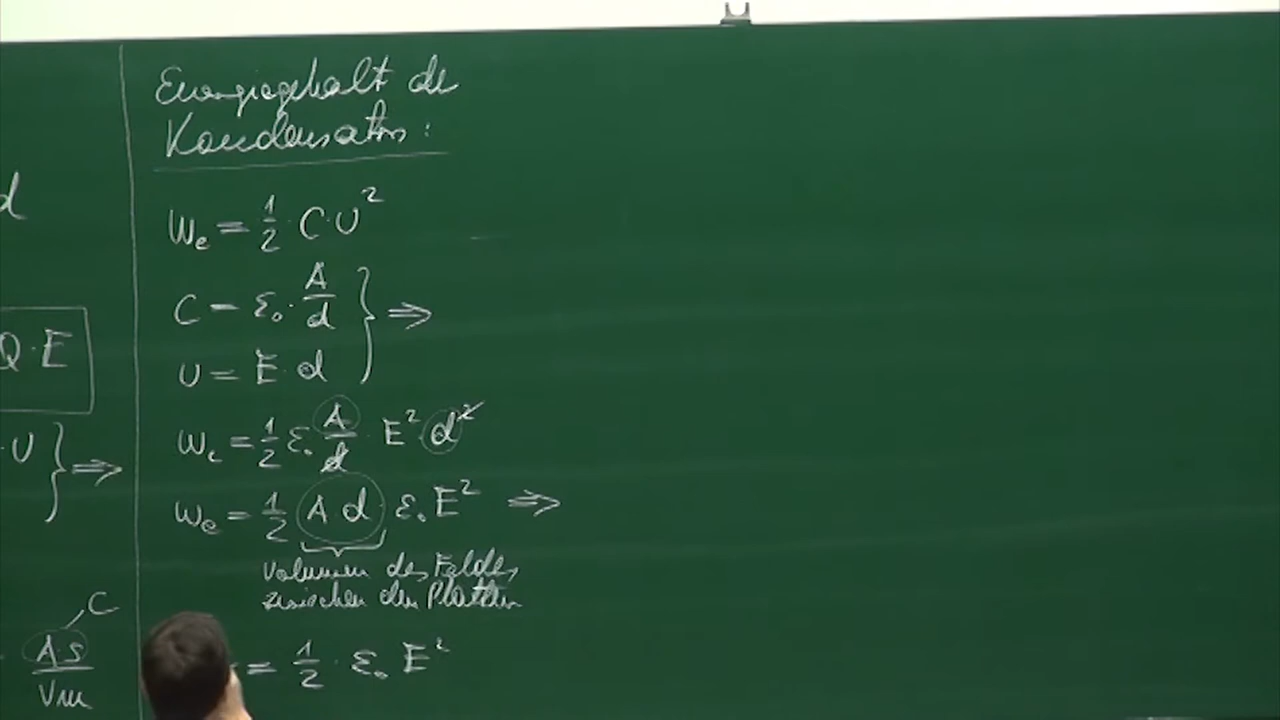 d
Q·E
·U } ⇒
C
As
Vm
Energiegehalt des
Kondensators:
We = 1/2 · C·U²
C = ε₀ · A/d } ⇒
U = E·d
We = 1/2 ε₀ A/d · E²·d²
We = 1/2 A d ε₀ E² ⇒
Volumen des Feldes
zwischen den Platten
= 1/2 · ε₀ E²